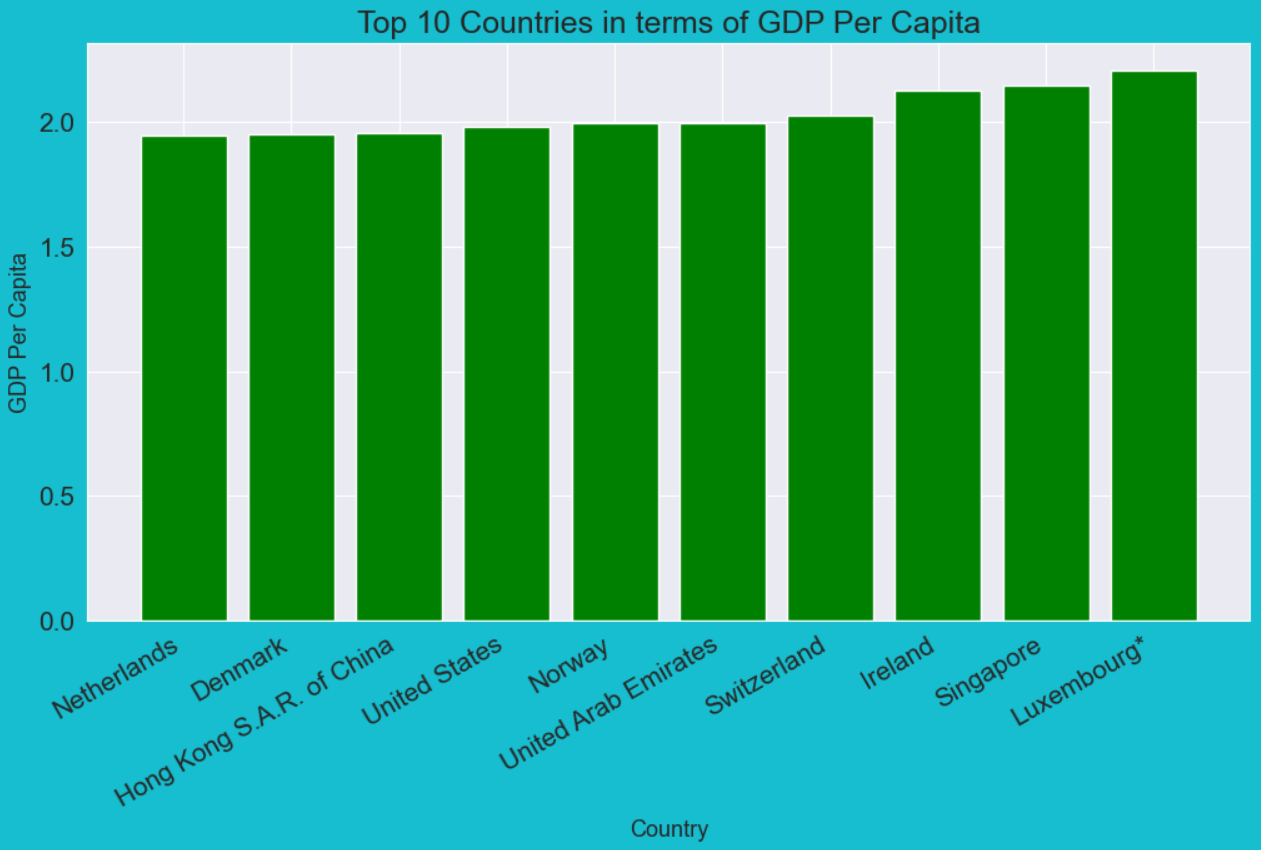 Top 10 Countries in terms of GDP Per Capita
GDP Per Capita
2.0
1.5
1.0
0.5
0.0
Netherlands
Denmark
Hong Kong S.A.R. of China
United States
Norway
United Arab Emirates
Switzerland
Ireland
Singapore
Luxembourg*
Country